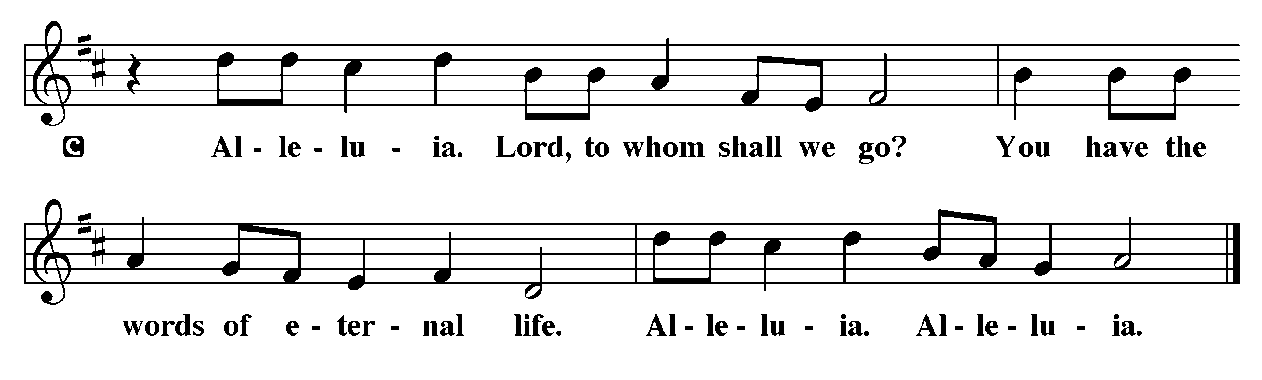 C Al - le - lu - ia. Lord, to whom shall we go? You have the
words of e - ter - nal life. Al - le - lu - ia. Al - le - lu - ia.